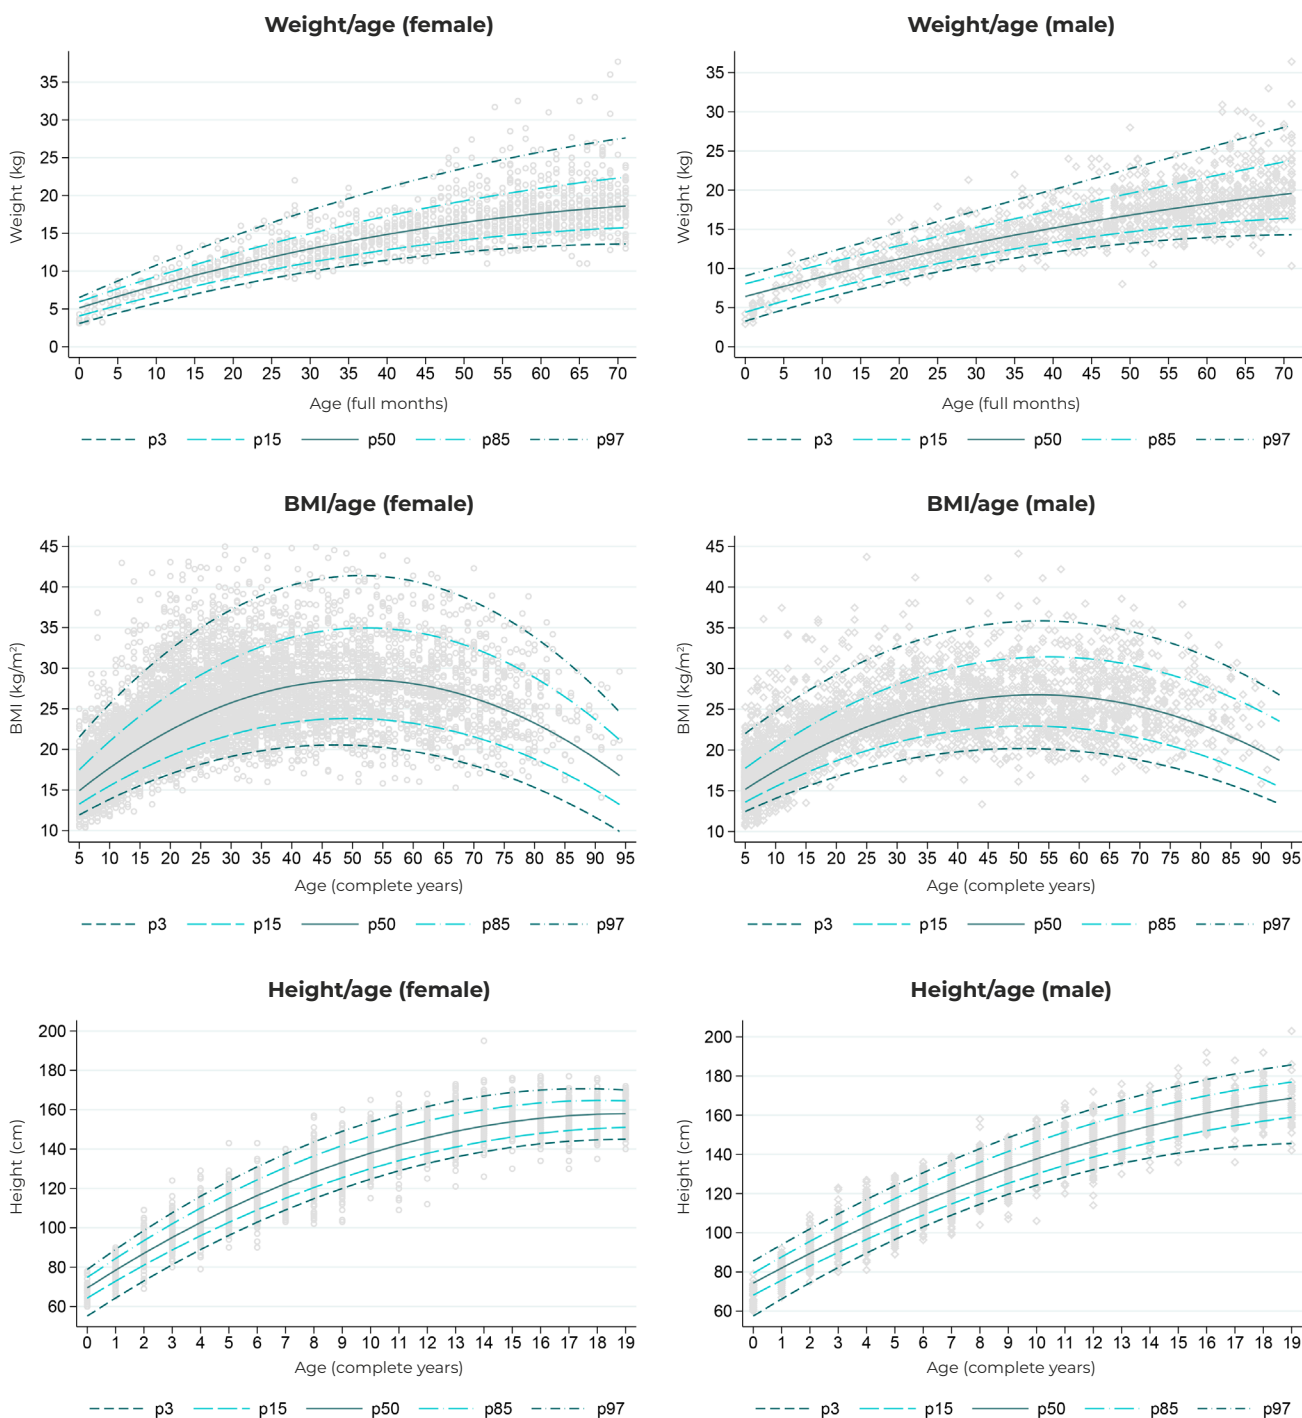 Weight/age (female)
Weight (kg)
35
30
25
20
15
10
5
0
0 5 10 15 20 25 30 35 40 45 50 55 60 65 70
Age (full months)
p3 p15 p50 p85 p97
Weight/age (male)
Weight (kg)
35
30
25
20
15
10
5
0
0 5 10 15 20 25 30 35 40 45 50 55 60 65 70
Age (full months)
p3 p15 p50 p85 p97
BMI/age (female)
BMI (kg/m²)
45
40
35
30
25
20
15
10
5 10 15 20 25 30 35 40 45 50 55 60 65 70 75 80 85 90 95
Age (complete years)
p3 p15 p50 p85 p97
BMI/age (male)
BMI (kg/m²)
45
40
35
30
25
20
15
10
5 10 15 20 25 30 35 40 45 50 55 60 65 70 75 80 85 90 95
Age (complete years)
p3 p15 p50 p85 p97
Height/age (female)
Height (cm)
200
180
160
140
120
100
80
60
0 1 2 3 4 5 6 7 8 9 10 11 12 13 14 15 16 17 18 19
Age (complete years)
p3 p15 p50 p85 p97
Height/age (male)
Height (cm)
200
180
160
140
120
100
80
60
0 1 2 3 4 5 6 7 8 9 10 11 12 13 14 15 16 17 18 19
Age (complete years)
p3 p15 p50 p85 p97